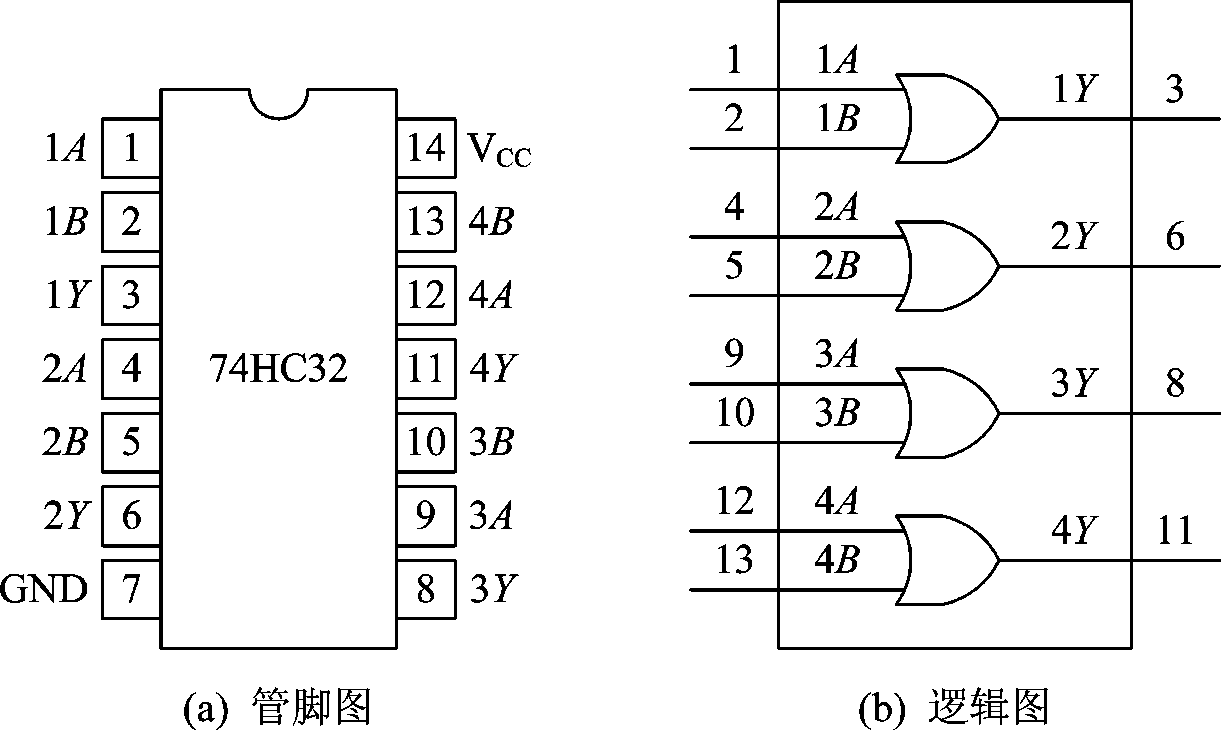 1A 1 14 VCC
1B 2 13 4B
1Y 3 12 4A
2A 4 74HC32 11 4Y
2B 5 10 3B
2Y 6 9 3A
GND 7 8 3Y
(a) 管脚图
1 1A
2 1B
1Y 3
4 2A
5 2B
2Y 6
9 3A
10 3B
3Y 8
12 4A
13 4B
4Y 11
(b) 逻辑图